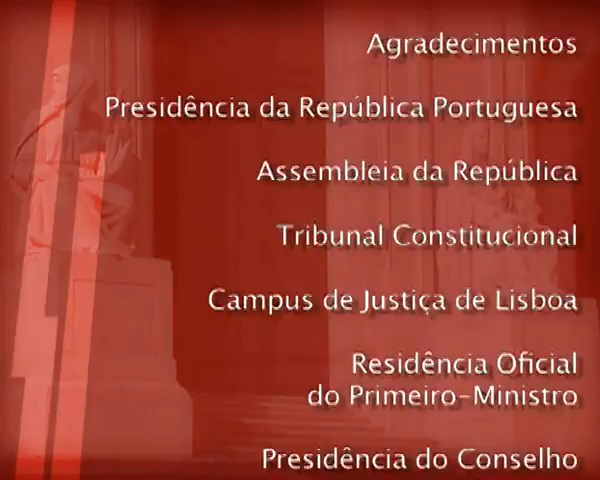 Agradecimentos
Presidência da República Portuguesa
Assembleia da República
Tribunal Constitucional
Campus de Justiça de Lisboa
Residência Oficial
do Primeiro-Ministro
Presidência do Conselho